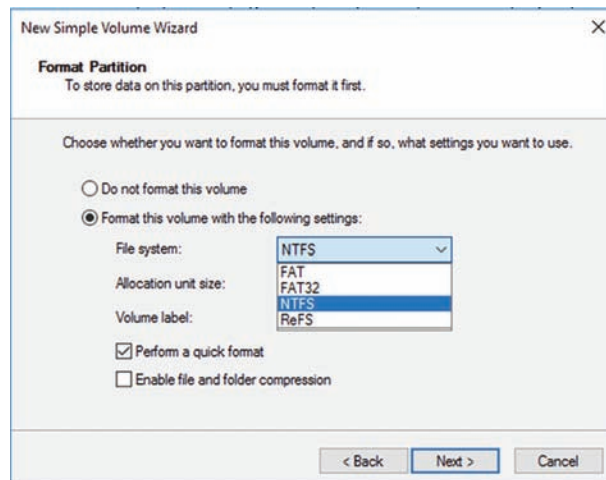 New Simple Volume Wizard
Format Partition
To store data on this partition, you must format it first.
Choose whether you want to format this volume, and if so, what settings you want to use.
Do not format this volume
Format this volume with the following settings:
File system: NTFS
FAT
Allocation unit size: FAT32
NTFS
Volume label: ReFS
Perform a quick format
Enable file and folder compression
< Back Next > Cancel